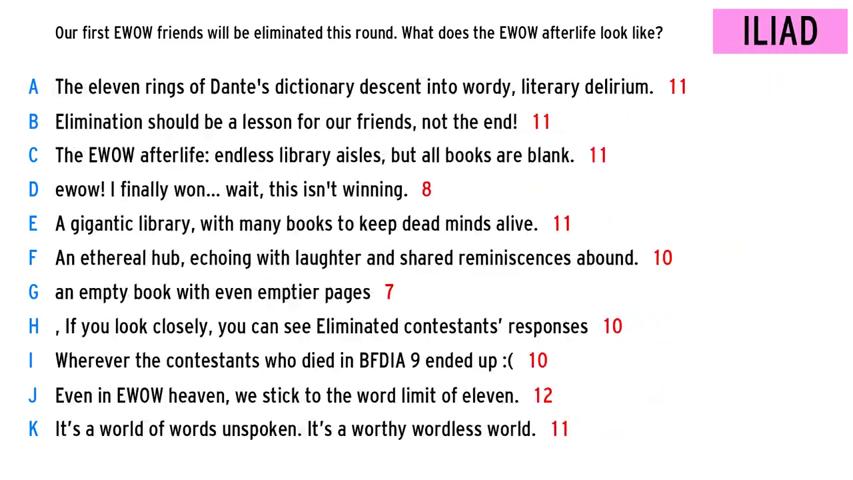 Our first EWOW friends will be eliminated this round. What does the EWOW afterlife look like?
ILIAD
A The eleven rings of Dante's dictionary descent into wordy, literary delirium. 11
B Elimination should be a lesson for our friends, not the end! 11
C The EWOW afterlife: endless library aisles, but all books are blank. 11
D ewow! I finally won... wait, this isn't winning. 8
E A gigantic library, with many books to keep dead minds alive. 11
F An ethereal hub, echoing with laughter and shared reminiscences abound. 10
G an empty book with even emptier pages 7
H , If you look closely, you can see Eliminated contestants’ responses 10
I Wherever the contestants who died in BFDIA 9 ended up :( 10
J Even in EWOW heaven, we stick to the word limit of eleven. 12
K It’s a world of words unspoken. It’s a worthy wordless world. 11